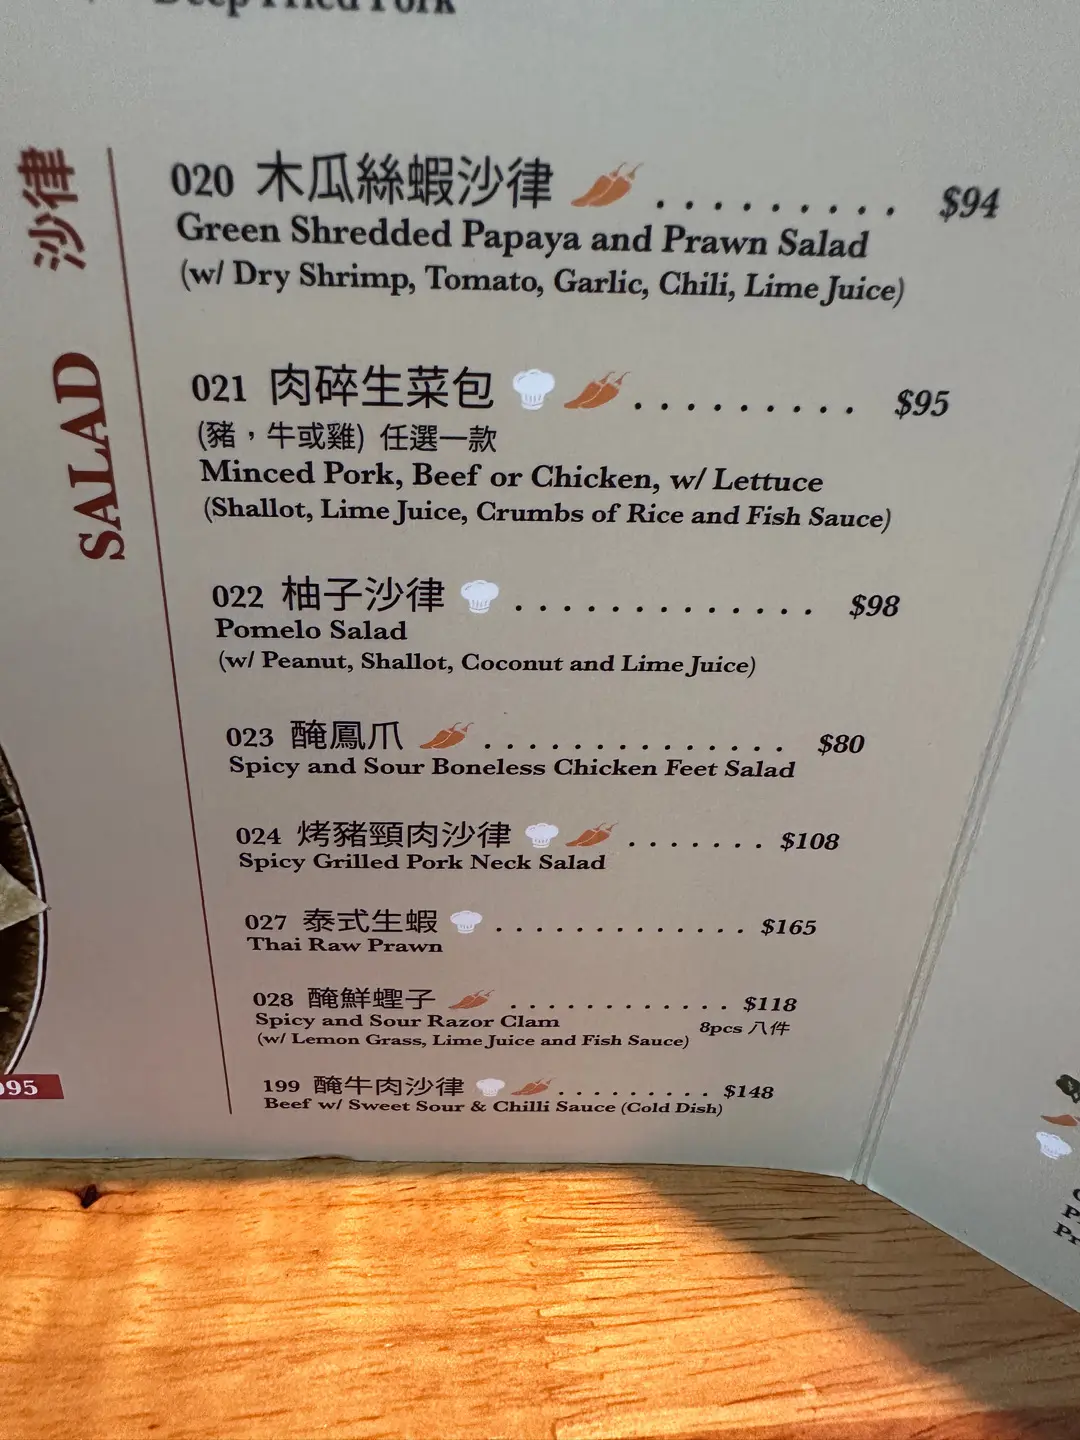 Deep Fried Pork
沙律 SALAD
020 木瓜絲蝦沙律 . . . . . . . . . . $94
Green Shredded Papaya and Prawn Salad
(w/ Dry Shrimp, Tomato, Garlic, Chili, Lime Juice)
021 肉碎生菜包 . . . . . . . . . . $95
(豬，牛或雞) 任選一款
Minced Pork, Beef or Chicken, w/ Lettuce
(Shallot, Lime Juice, Crumbs of Rice and Fish Sauce)
022 柚子沙律 . . . . . . . . . . . . . $98
Pomelo Salad
(w/ Peanut, Shallot, Coconut and Lime Juice)
023 醃鳳爪 . . . . . . . . . . . . . . $80
Spicy and Sour Boneless Chicken Feet Salad
024 烤豬頸肉沙律 . . . . . . . $108
Spicy Grilled Pork Neck Salad
027 泰式生蝦 . . . . . . . . . . . . . $165
Thai Raw Prawn
028 醃鮮蟶子 . . . . . . . . . . . . $118
Spicy and Sour Razor Clam 8pcs 八件
(w/ Lemon Grass, Lime Juice and Fish Sauce)
199 醃牛肉沙律 . . . . . . . . . . $148
Beef w/ Sweet Sour & Chilli Sauce (Cold Dish)